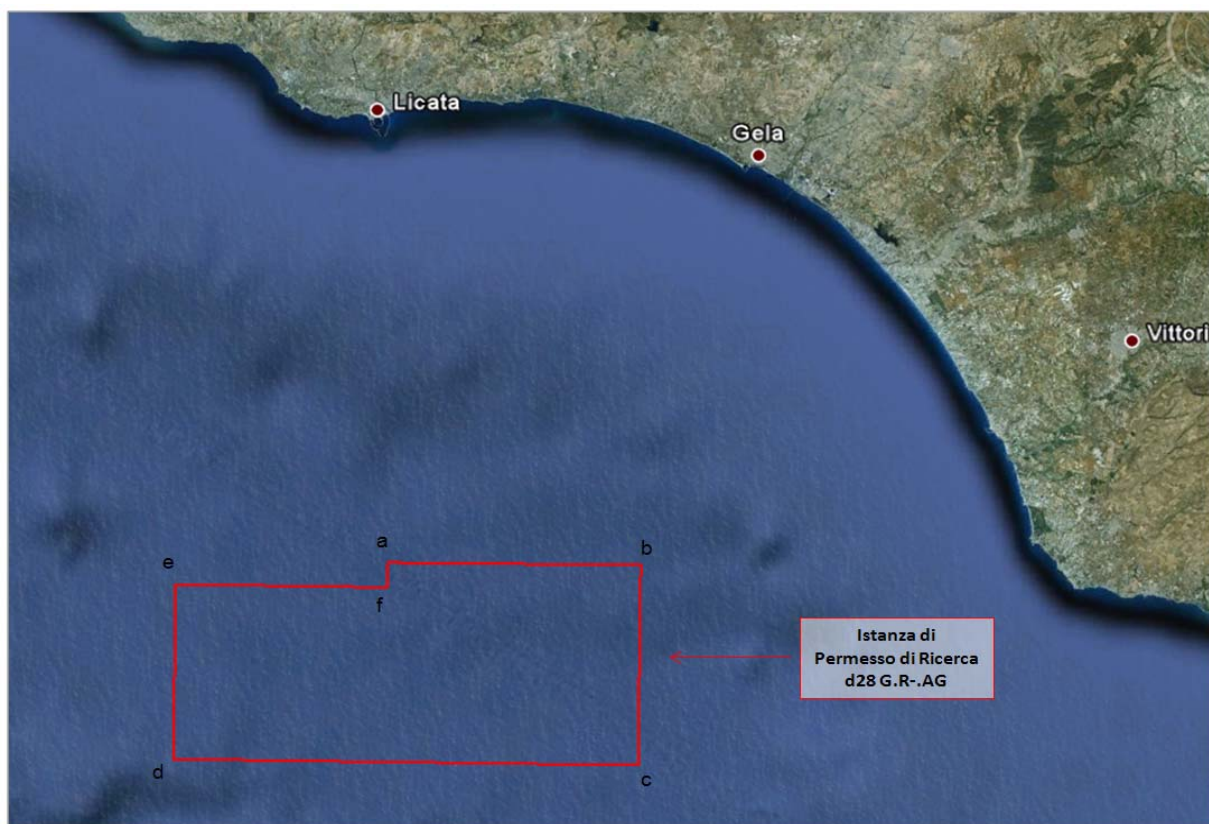 Licata
Gela
Vittori
a
b
e
f
Istanza di
Permesso di Ricerca
d28 G.R-.AG
d
c